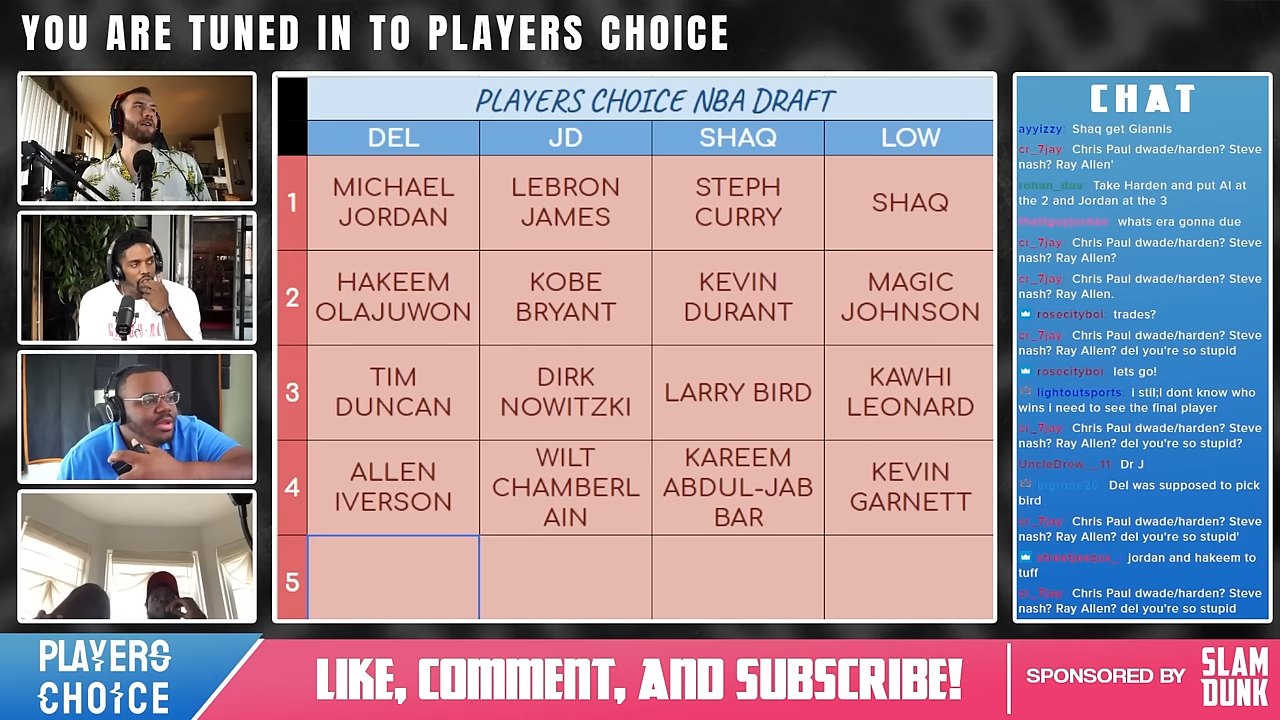 YOU ARE TUNED IN TO PLAYERS CHOICE
PLAYERS CHOICE NBA DRAFT
DEL JD SHAQ LOW
1
MICHAEL
JORDAN
LEBRON
JAMES
STEPH
CURRY
SHAQ
2
HAKEEM
OLAJUWON
KOBE
BRYANT
KEVIN
DURANT
MAGIC
JOHNSON
3
TIM
DUNCAN
DIRK
NOWITZKI
LARRY BIRD
KAWHI
LEONARD
4
ALLEN
IVERSON
WILT
CHAMBERL
AIN
KAREEM
ABDUL-JAB
BAR
KEVIN
GARNETT
5
CHAT
ayyizzy: Shaq get Giannis
cr_7jay: Chris Paul dwade/harden? Steve
nash? Ray Allen'
rohan_dua: Take Harden and put AI at
the 2 and Jordan at the 3
whats era gonna due
cr_7jay: Chris Paul dwade/harden? Steve
nash? Ray Allen?
cr_7jay: Chris Paul dwade/harden? Steve
nash? Ray Allen.
rosecityboi: trades?
cr_7jay: Chris Paul dwade/harden? Steve
nash? Ray Allen? del you're so stupid
rosecityboi: lets go!
lightoutsports: i stil;l dont know who
wins i need to see the final player
cr_7jay: Chris Paul dwade/harden? Steve
nash? Ray Allen? del you're so stupid?
UncleDrew__11: Dr J
bigrone20: Del was supposed to pick
bird
cr_7jay: Chris Paul dwade/harden? Steve
nash? Ray Allen? del you're so stupid'
jordan and hakeem to
tuff
cr_7jay: Chris Paul dwade/harden? Steve
nash? Ray Allen? del you're so stupid
PLAYERS
CHOICE
LIKE, COMMENT, AND SUBSCRIBE!
SPONSORED BY
SLAM
DUNK